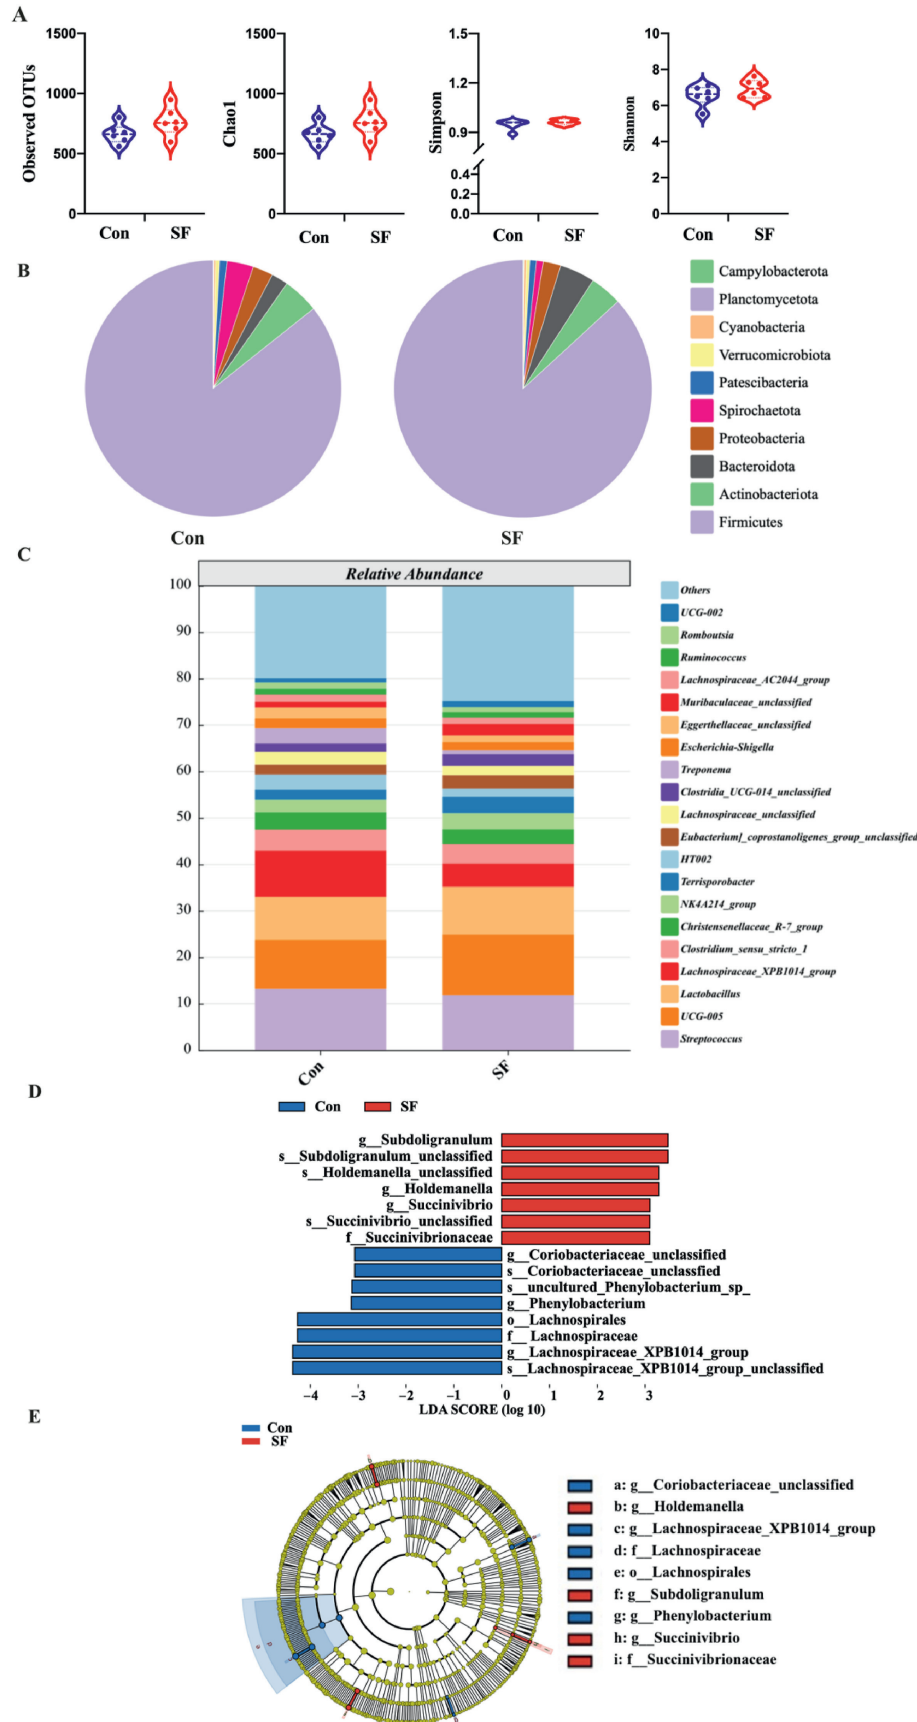 A
1500
1000
500
0
Observed OTUs
Con
SF
1500
1000
500
0
Chao1
Con
SF
1.5
1.2
0.9
0.4
0.2
0.0
Simpson
Con
SF
10
8
6
4
2
0
Shannon
Con
SF
B
Con
SF
Campylobacterota
Planctomycetota
Cyanobacteria
Verrucomicrobiota
Patescibacteria
Spirochaetota
Proteobacteria
Bacteroidota
Actinobacteriota
Firmicutes
C
Relative Abundance
100
90
80
70
60
50
40
30
20
10
0
Con
SF
Others
UCG-002
Romboutsia
Ruminococcus
Lachnospiraceae_AC2044_group
Muribaculaceae_unclassified
Eggerthellaceae_unclassified
Escherichia-Shigella
Treponema
Clostridia_UCG-014_unclassified
Lachnospiraceae_unclassified
Eubacterium]_coprostanoligenes_group_unclassified
HT002
Terrisporobacter
NK4A214_group
Christensenellaceae_R-7_group
Clostridium_sensu_stricto_1
Lachnospiraceae_XPB1014_group
Lactobacillus
UCG-005
Streptococcus
D
Con
SF
g__Subdoligranulum
s__Subdoligranulum_unclassified
s__Holdemanella_unclassified
g__Holdemanella
g__Succinivibrio
s__Succinivibrio_unclassified
f__Succinivibrionaceae
g__Coriobacteriaceae_unclassified
s__Coriobacteriaceae_unclassfied
s__uncultured_Phenylobacterium_sp_
g__Phenylobacterium
o__Lachnospirales
f__ Lachnospiraceae
g__Lachnospiraceae_XPB1014_group
s__Lachnospiraceae_XPB1014_group_unclassified
−4 −3 −2 −1 0 1 2 3
LDA SCORE (log 10)
E
Con
SF
a: g__Coriobacteriaceae_unclassified
b: g__Holdemanella
c: g__Lachnospiraceae_XPB1014_group
d: f__Lachnospiraceae
e: o__Lachnospirales
f: g__Subdoligranulum
g: g__Phenylobacterium
h: g__Succinivibrio
i: f__Succinivibrionaceae